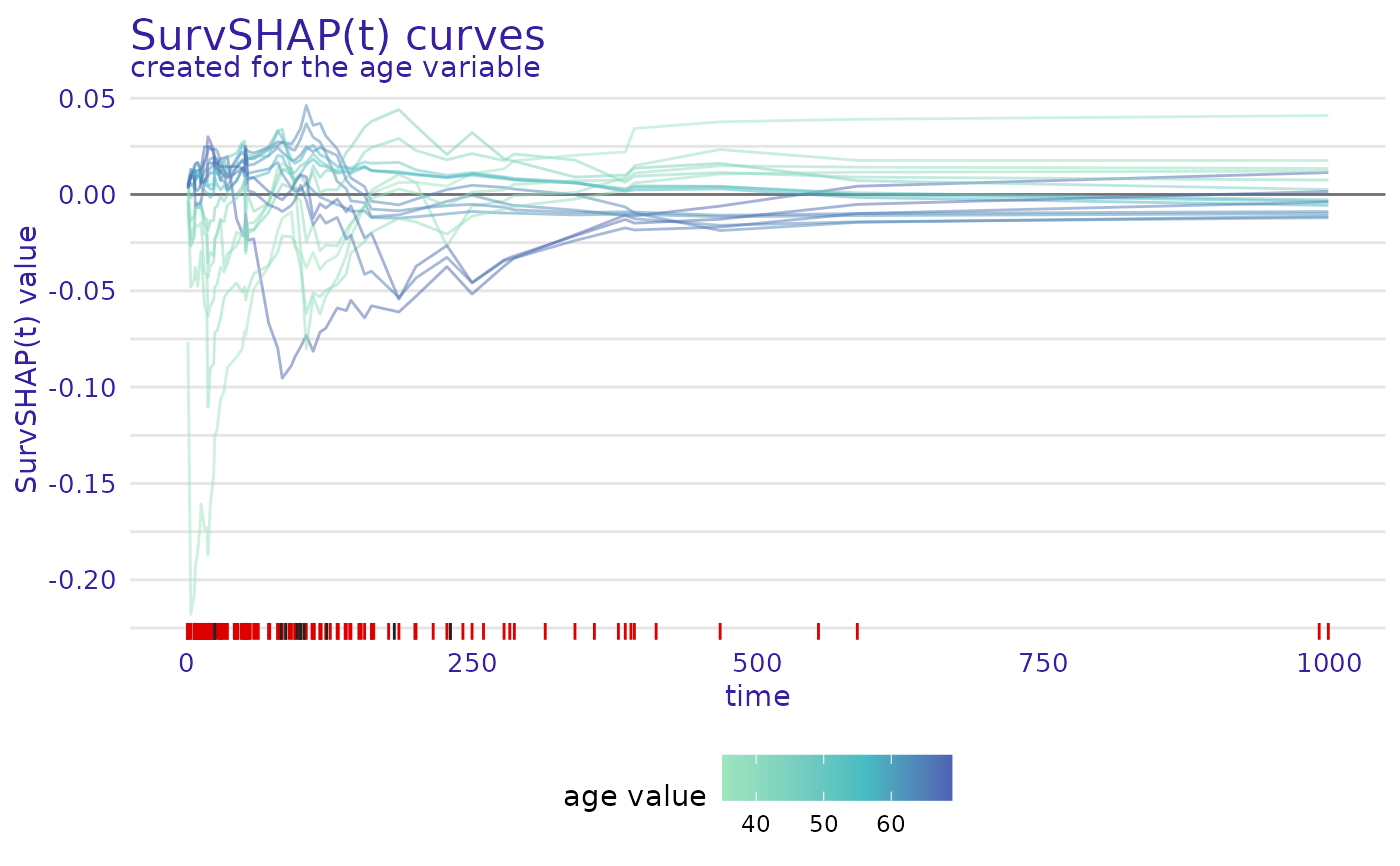 SurvSHAP(t) curves
created for the age variable
SurvSHAP(t) value
0.05
0.00
-0.05
-0.10
-0.15
-0.20
0 250 500 750 1000
time
age value
40 50 60